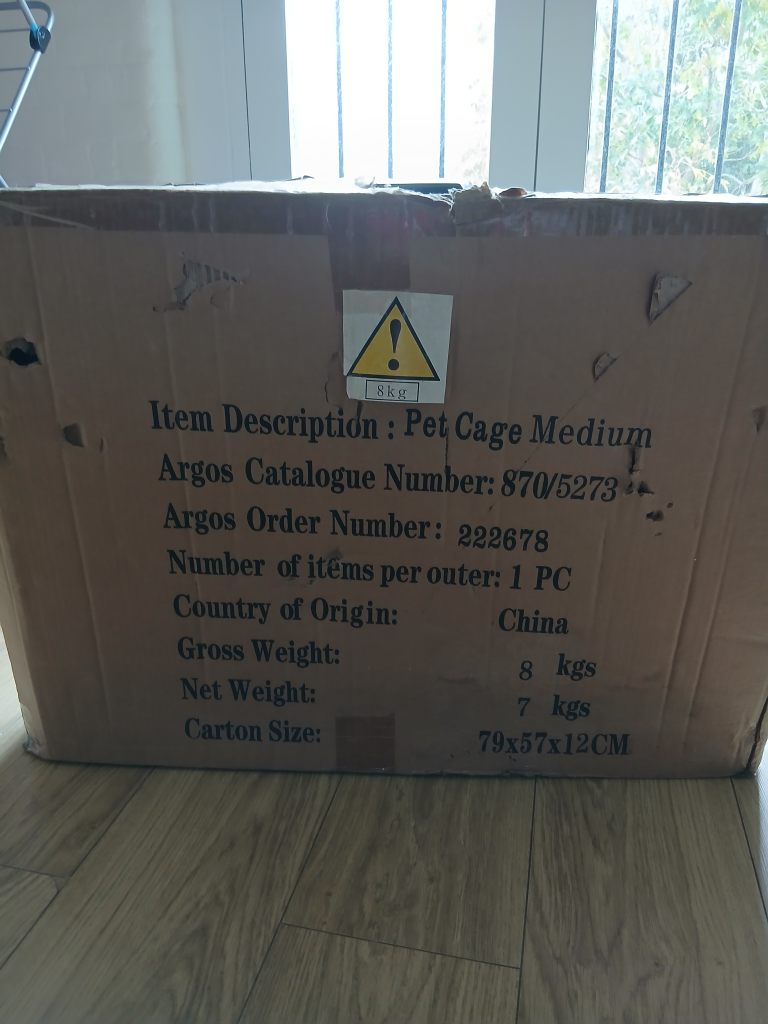 8kg
Item Description : Pet Cage Medium
Argos Catalogue Number: 870/5273
Argos Order Number: 222678
Number of items per outer: 1 PC
Country of Origin: China
Gross Weight: 8 kgs
Net Weight: 7 kgs
Carton Size: 79x57x12CM